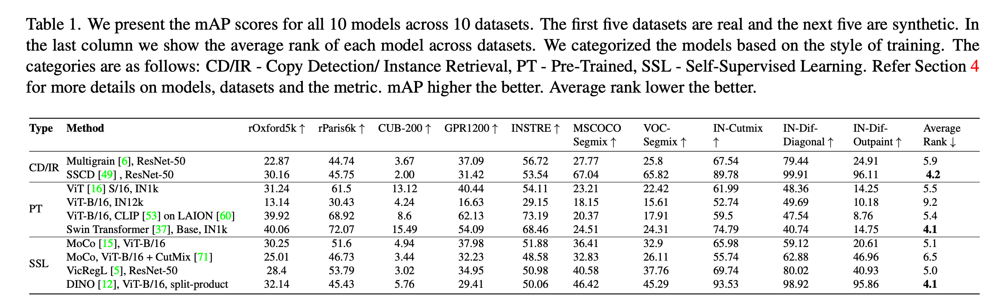 Table 1. We present the mAP scores for all 10 models across 10 datasets. The first five datasets are real and the next five are synthetic. In
the last column we show the average rank of each model across datasets. We categorized the models based on the style of training. The
categories are as follows: CD/IR - Copy Detection/ Instance Retrieval, PT - Pre-Trained, SSL - Self-Supervised Learning. Refer Section 4
for more details on models, datasets and the metric. mAP higher the better. Average rank lower the better.
Type Method rOxford5k ↑ rParis6k ↑ CUB-200 ↑ GPR1200 ↑ INSTRE ↑ MSCOCO VOC- IN-Cutmix IN-Dif- IN-Dif- Average
Segmix ↑ Segmix ↑ ↑ Diagonal ↑ Outpaint ↑ Rank ↓
CD/IR
Multigrain [6], ResNet-50 22.87 44.74 3.67 37.09 56.72 27.77 25.8 67.54 79.44 24.91 5.9
SSCD [49] , ResNet-50 30.16 45.75 2.00 31.42 53.54 67.04 65.82 89.78 99.91 96.11 4.2
PT
ViT [16] S/16, IN1k 31.24 61.5 13.12 40.44 54.11 23.21 22.42 61.99 48.36 14.25 5.5
ViT-B/16, IN12k 13.14 30.43 4.24 16.63 29.15 18.15 15.61 52.74 49.69 10.18 9.2
ViT-B/16, CLIP [53] on LAION [60] 39.92 68.92 8.6 62.13 73.19 20.37 17.91 59.5 47.54 8.76 5.4
Swin Transformer [37], Base, IN1k 40.06 72.07 15.49 54.09 68.46 24.51 24.31 74.79 40.74 14.75 4.1
SSL
MoCo [15], ViT-B/16 30.25 51.6 4.94 37.98 51.88 36.41 32.9 65.98 59.12 20.61 5.1
MoCo, ViT-B/16 + CutMix [71] 25.01 46.73 3.44 32.23 48.58 32.83 26.11 55.74 62.88 46.96 6.5
VicRegL [5], ResNet-50 28.4 53.79 3.02 34.95 50.98 40.58 37.76 69.74 80.02 40.93 5.0
DINO [12], ViT-B/16, split-product 32.14 45.43 5.76 29.41 50.06 46.42 45.29 93.53 98.92 95.86 4.1